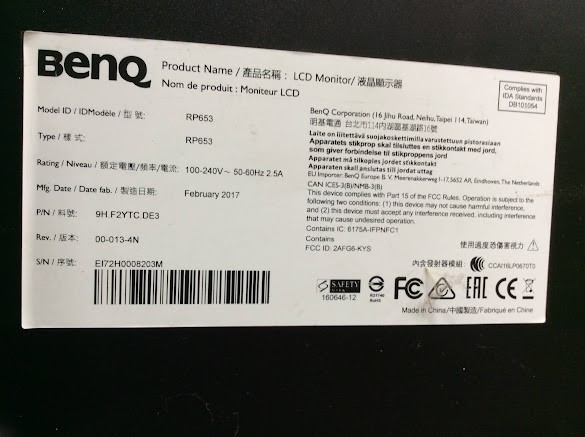 BenQ
Product Name / 產品名稱： LCD Monitor/ 液晶顯示器
Nom de produit : Moniteur LCD
Model ID / IDModèle / 型 號: RP653
Type / 樣 式: RP653
Rating / Niveau / 額定電壓/頻率/電流: 100-240V~ 50-60Hz 2.5A
Mfg. Date / Date fab. / 製造日期: February 2017
P/N / 料號: 9H.F2YTC.DE3
Rev. / 版本: 00-013-4N
S/N / 序號: EI72H0008203M
Complies with
IDA Standards
DB101054
BenQ Corporation (16 Jihu Road, Neihu, Taipei 114, Taiwan)
明基電通 台北市114內湖區基湖路16號
Laite on liitettävä suojakoskettimilla varustettuun pistorasiaan
Apparatets stikprop skal tilsluttes en stikkontakt med jord,
som giver forbindelse til stikproppens jord
Apparatet må tilkoples jordet stikkontakt
Apparaten skall anslutas till jordat uttag
EU Importer: BenQ Europe B.V. Meerenakkerweg1-17,5652 AR, Eindhoven, The Netherlands
CAN ICES-3(B)/NMB-3(B)
This device complies with Part 15 of the FCC Rules. Operation is subject to the
following two conditions: (1) this device may not cause harmful interference,
and (2) this device must accept any interference received, including interference
that may cause undesired operation.
Contains IC: 6175A-IFPNFC1
Contains
FCC ID: 2AFG6-KYS
使用過度恐傷害視力
內含發射器模組: CCAI16LP0670T0
SAFETY
160646-12
R37740
RoHS
FC
EAC
CE
Made in China/中國製造/Fabriqué en Chine